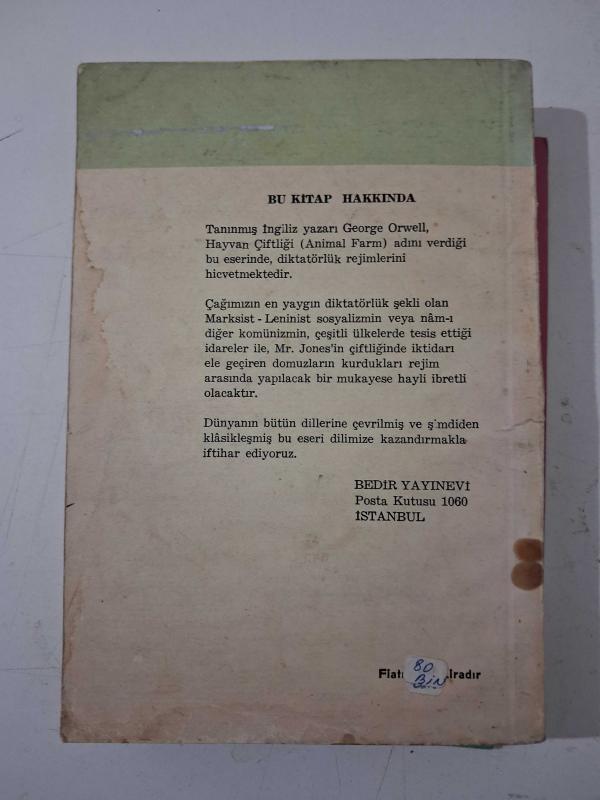 BU KİTAP HAKKINDA
Tanınmış İngiliz yazarı George Orwell,
Hayvan Çiftliği (Animal Farm) adını verdiği
bu eserinde, diktatörlük rejimlerini
hicvetmektedir.
Çağımızın en yaygın diktatörlük şekli olan
Marksist - Leninist sosyalizmin veya nâm-ı
diğer komünizmin, çeşitli ülkelerde tesis ettiği
idareler ile, Mr. Jones'in çiftliğinde iktidarı
ele geçiren domuzların kurdukları rejim
arasında yapılacak bir mukayese hayli ibretli
olacaktır.
Dünyanın bütün dillerine çevrilmiş ve şimdiden
klâsikleşmiş bu eseri dilimize kazandırmakla
iftihar ediyoruz.
BEDİR YAYINEVİ
Posta Kutusu 1060
İSTANBUL
80
BİN